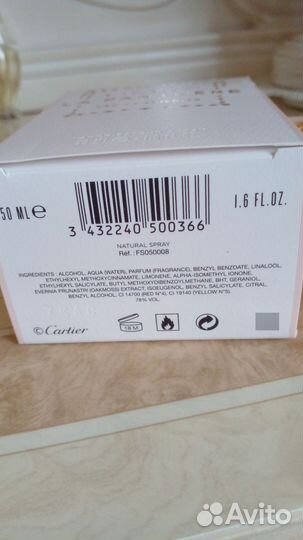 50 ML e
1.6 FL.OZ.
3 432240 500366
NATURAL SPRAY
Réf.: FS050008
INGREDIENTS : ALCOHOL, AQUA (WATER), PARFUM (FRAGRANCE), BENZYL BENZOATE, LINALOOL,
ETHYLHEXYL METHOXYCINNAMATE, LIMONENE, ALPHA-ISOMETHYL IONONE,
ETHYLHEXYL SALICYLATE, BUTYL METHOXYDIBENZOYLMETHANE, BHT, GERANIOL,
EVERNIA PRUNASTRI (OAKMOSS) EXTRACT, ISOEUGENOL, BENZYL SALICYLATE, CITRAL,
BENZYL ALCOHOL, CI 14700 (RED N°4), CI 19140 (YELLOW N°5).
78% VOL.
18 M
©Cartier
Avito